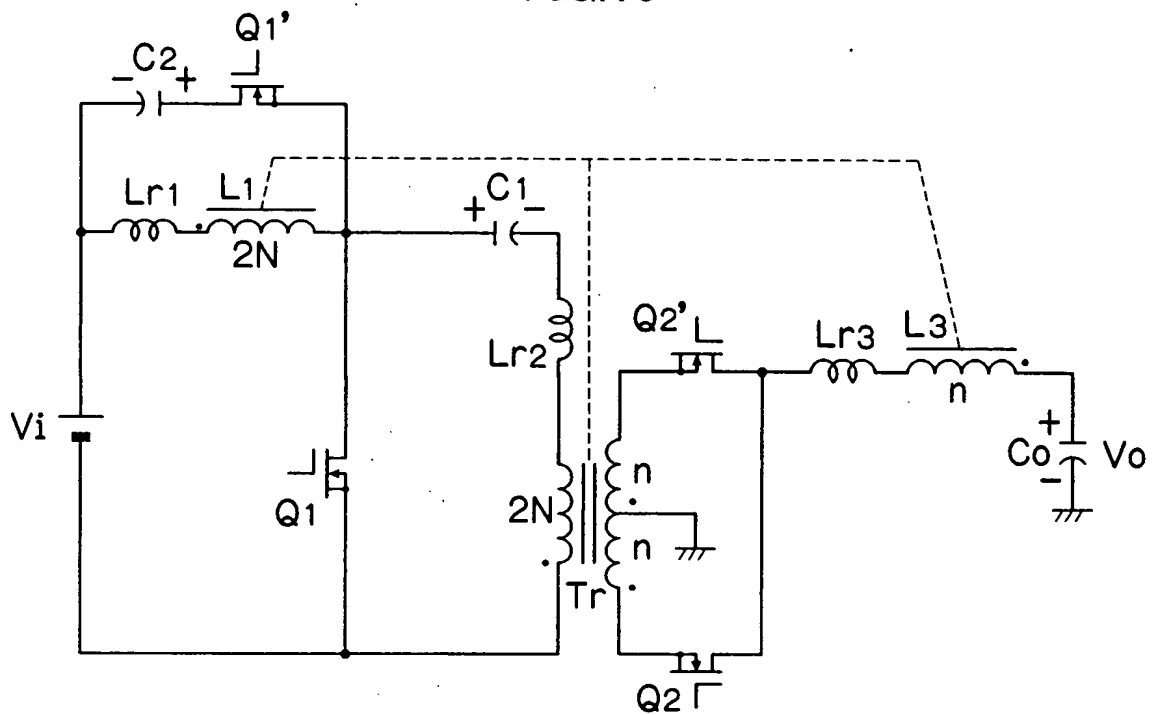 Q1'
- C2 +
Lr1
L1
2N
+ C1 -
Lr2
Q2'
Lr3
L3
n
Vi
+
Co
-
Vo
Q1
2N
n
n
Tr
Q2